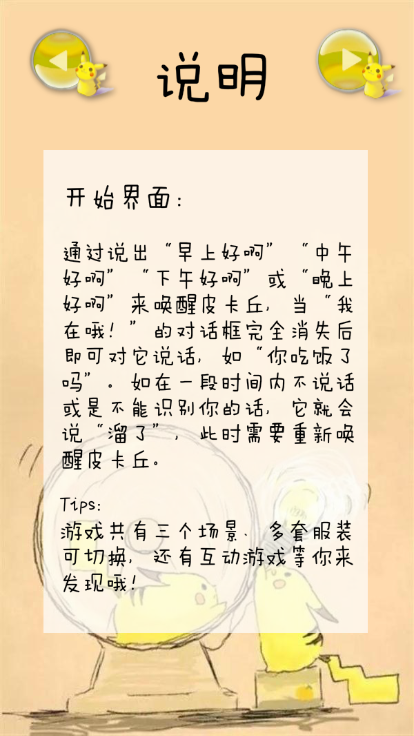 说明
开始界面：
通过说出“早上好啊”“中午
好啊”“下午好啊”或“晚上
好啊”来唤醒皮卡丘，当“我
在哦！”的对话框完全消失后
即可对它说话，如“你吃饭了
吗”。如在一段时间内不说话
或是不能识别你的话，它就会
说“溜了”，此时需要重新唤
醒皮卡丘。
Tips:
游戏共有三个场景、多套服装
可切换，还有互动游戏等你来
发现哦！